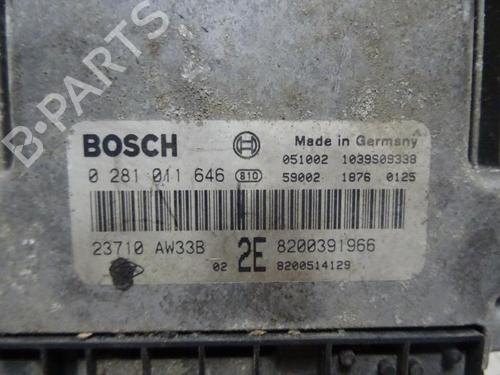 B-PARTS
BOSCH
Made in Germany
0 281 011 646 810
051002 1039S09338
59002 1876 0125
23710 AW33B 2E 8200391966
02 8200514129